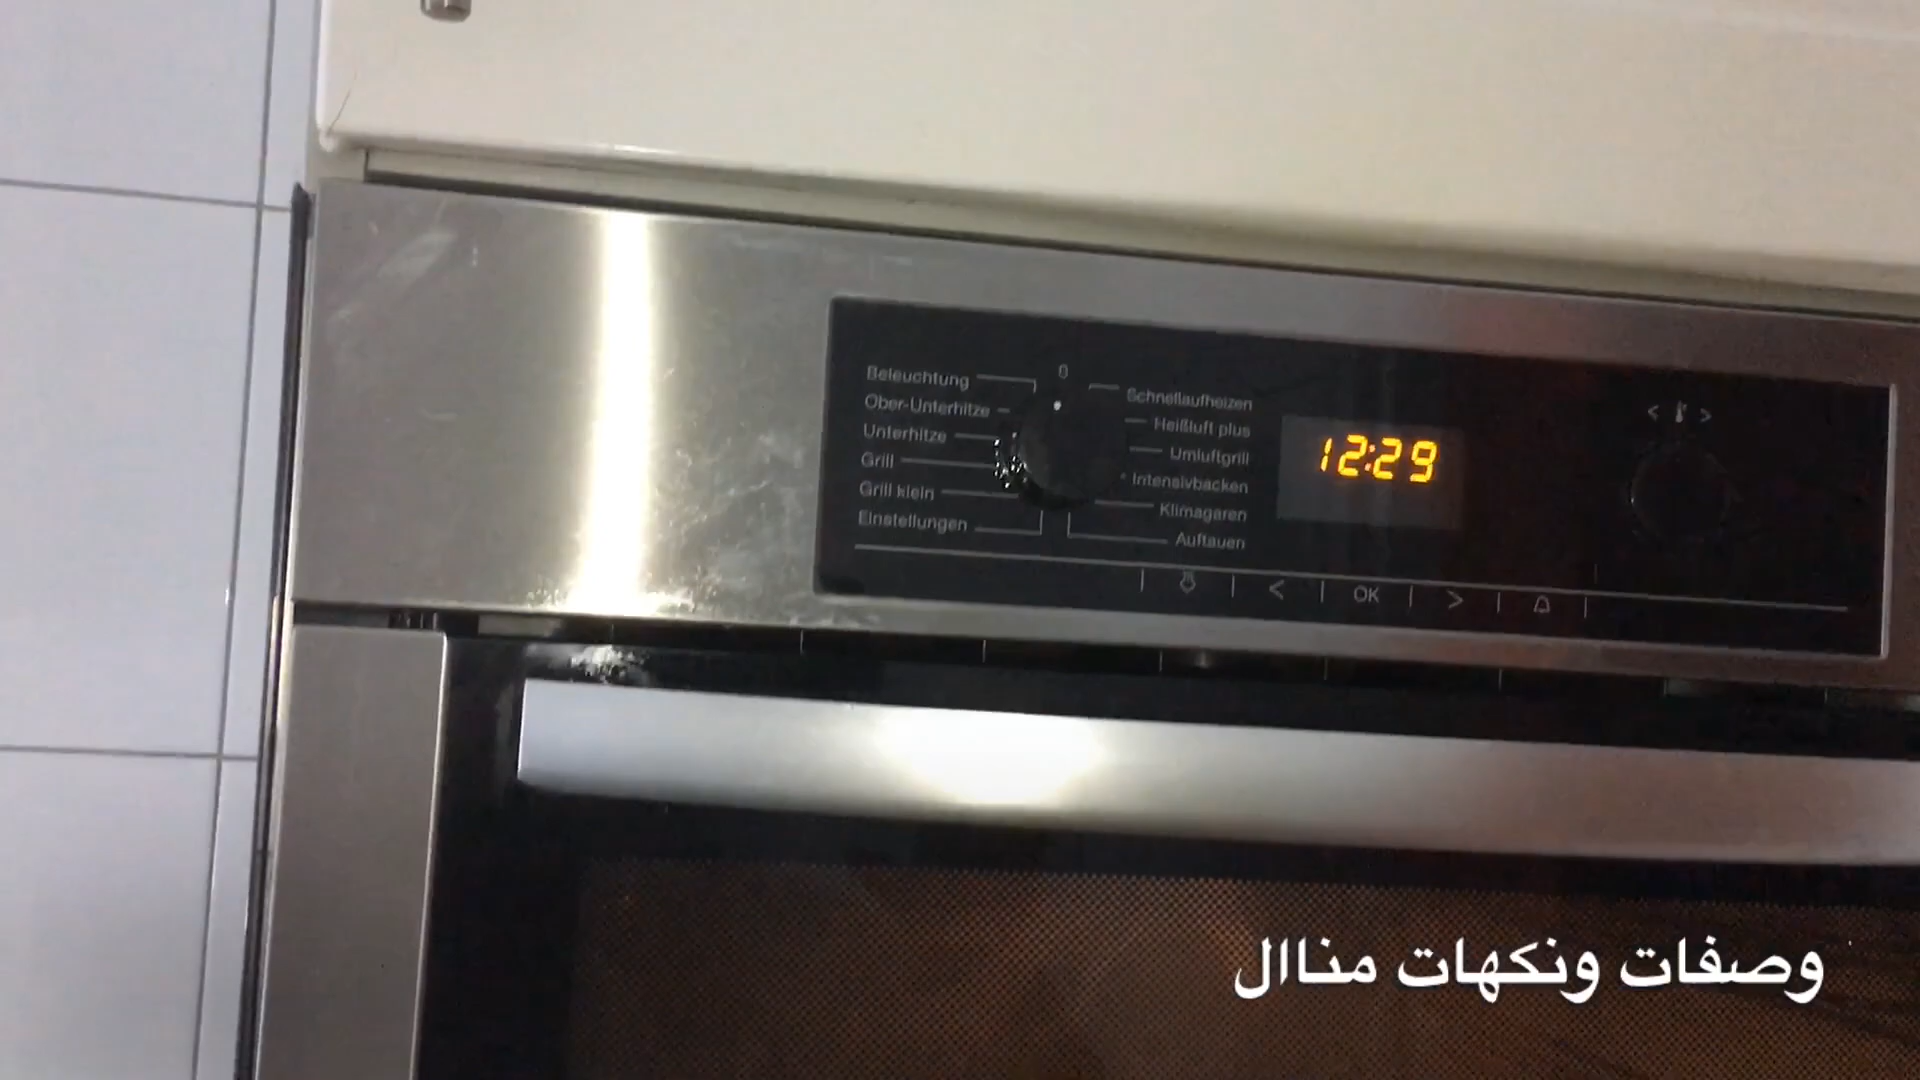 0
Beleuchtung
Ober-Unterhitze
Unterhitze
Grill
Grill klein
Einstellungen
Schnellaufheizen
Heißluft plus
Umluftgrill
Intensivbacken
Klimagaren
Auftauen
12:29
< >
< OK >
وصفات ونكهات مناال